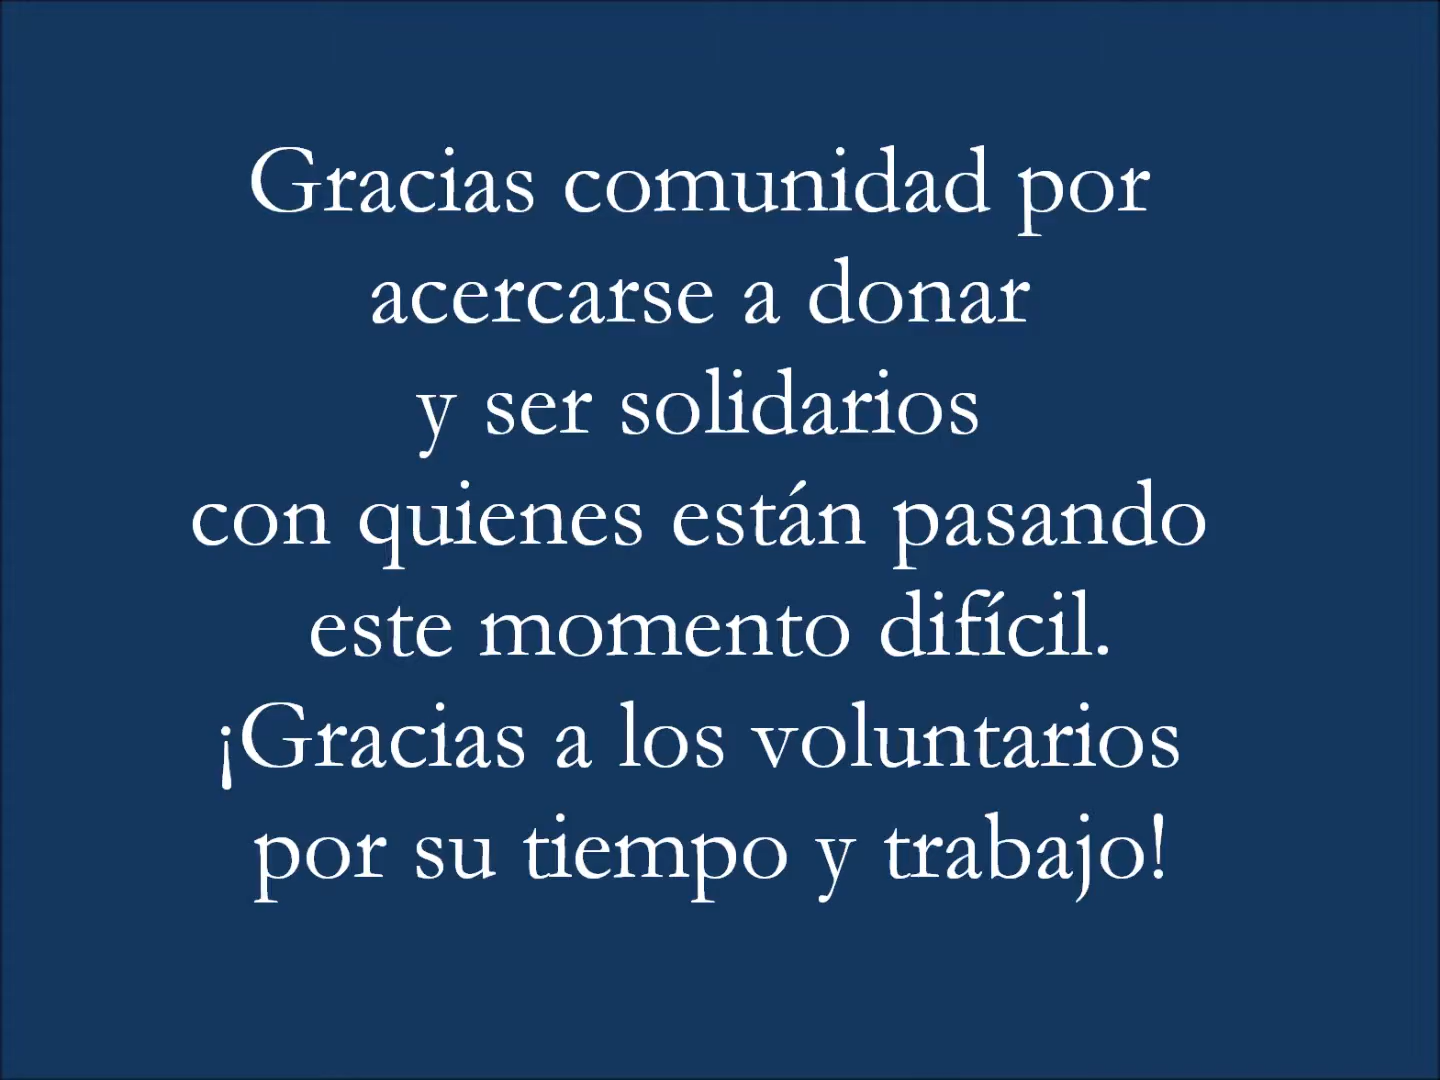 Gracias comunidad por
acercarse a donar
y ser solidarios
con quienes están pasando
este momento difícil.
¡Gracias a los voluntarios
por su tiempo y trabajo!